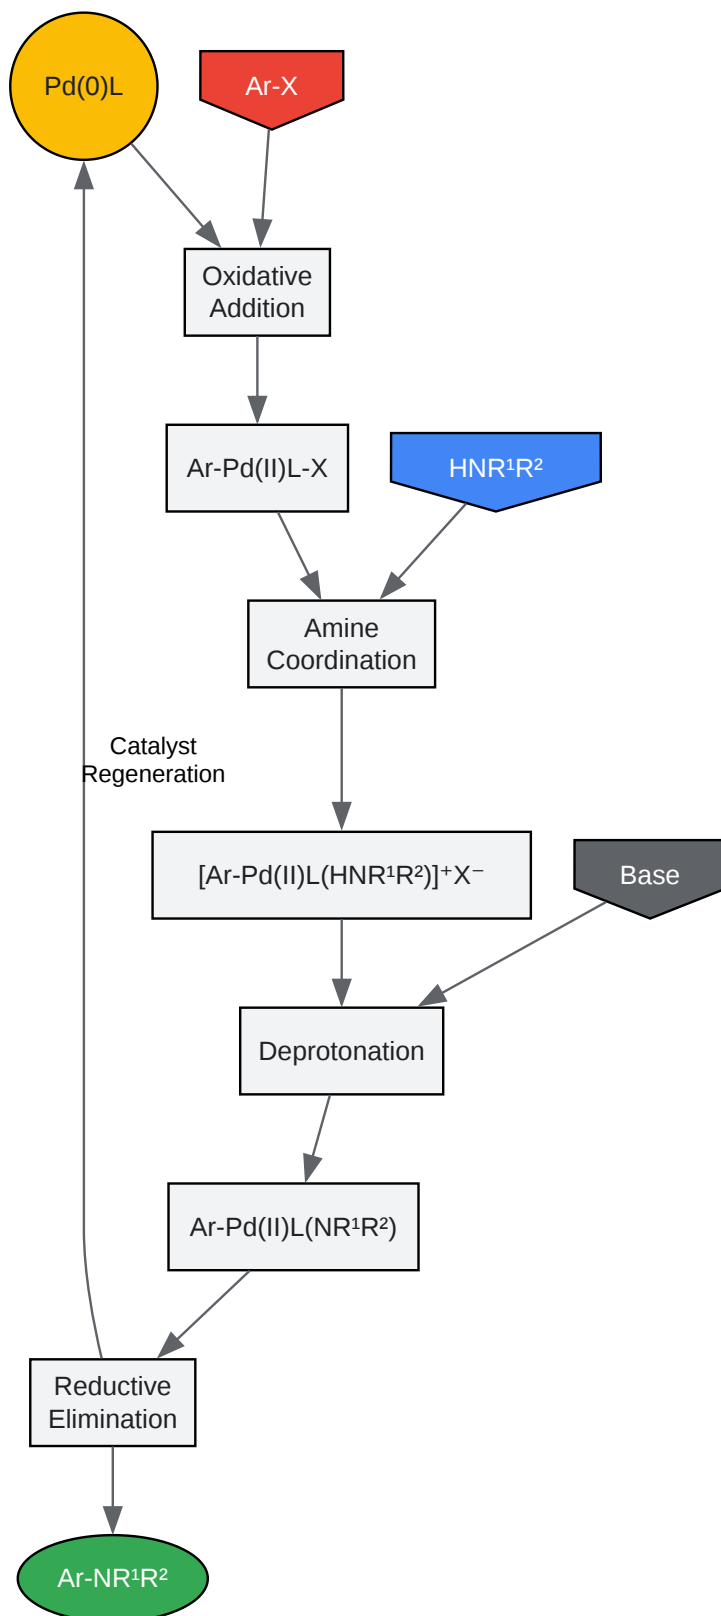 Pd(0)L
Ar-X
Oxidative
Addition
Ar-Pd(II)L-X
HNR¹R²
Amine
Coordination
Catalyst
Regeneration
[Ar-Pd(II)L(HNR¹R²)]⁺X⁻
Base
Deprotonation
Ar-Pd(II)L(NR¹R²)
Reductive
Elimination
Ar-NR¹R²